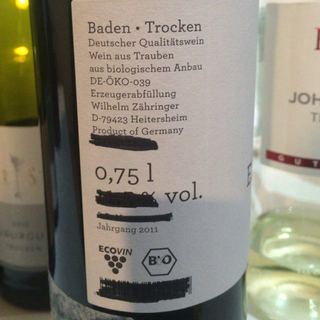 Baden • Trocken
Deutscher Qualitätswein
Wein aus Trauben
aus biologischem Anbau
DE-ÖKO-039
Erzeugerabfüllung
Wilhelm Zähringer
D-79423 Heitersheim
Product of Germany
0,75 l
vol.
Jahrgang 2011
ECOVIN
BIO
JOH
GUT